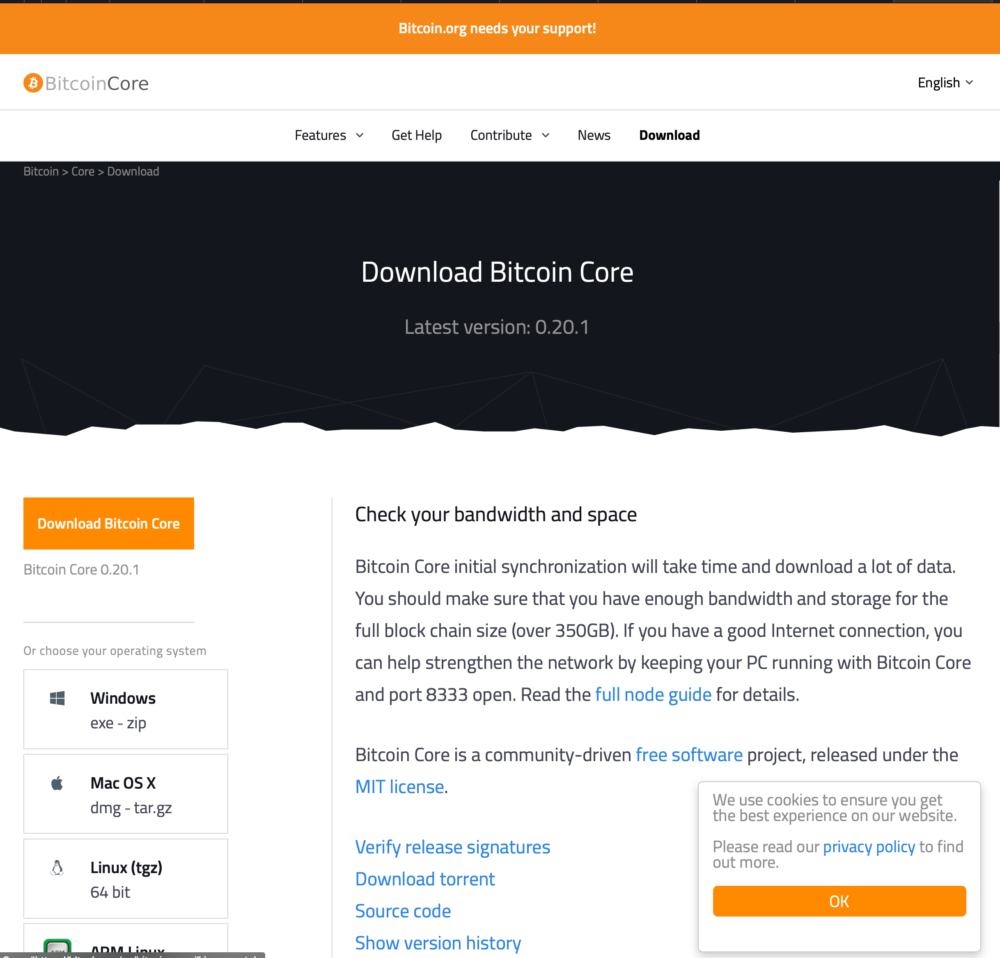 Bitcoin.org needs your support!
BitcoinCore
English
Features Get Help Contribute News Download
Bitcoin > Core > Download
Download Bitcoin Core
Latest version: 0.20.1
Download Bitcoin Core
Bitcoin Core 0.20.1
Or choose your operating system
Windows
exe - zip
Mac OS X
dmg - tar.gz
Linux (tgz)
64 bit
ARM Linux
Check your bandwidth and space
Bitcoin Core initial synchronization will take time and download a lot of data.
You should make sure that you have enough bandwidth and storage for the
full block chain size (over 350GB). If you have a good Internet connection, you
can help strengthen the network by keeping your PC running with Bitcoin Core
and port 8333 open. Read the full node guide for details.
Bitcoin Core is a community-driven free software project, released under the
MIT license.
Verify release signatures
Download torrent
Source code
Show version history
We use cookies to ensure you get
the best experience on our website.
Please read our privacy policy to find
out more.
OK